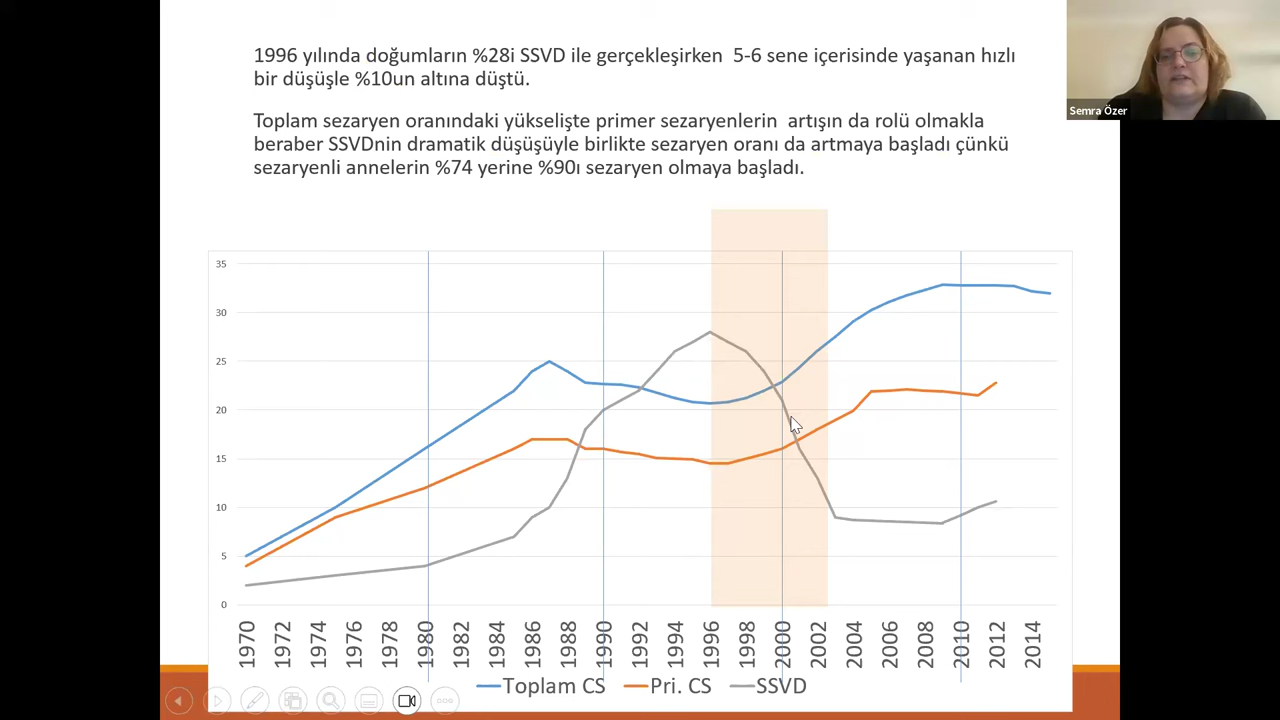 1996 yılında doğumların %28i SSVD ile gerçekleşirken  5-6 sene içerisinde yaşanan hızlı
bir düşüşle %10un altına düştü.
Toplam sezaryen oranındaki yükselişte primer sezaryenlerin  artışın da rolü olmakla
beraber SSVDnin dramatik düşüşüyle birlikte sezaryen oranı da artmaya başladı çünkü
sezaryenli annelerin %74 yerine %90ı sezaryen olmaya başladı.
Semra Özer
35
30
25
20
15
10
5
0
1970 1972 1974 1976 1978 1980 1982 1984 1986 1988 1990 1992 1994 1996 1998 2000 2002 2004 2006 2008 2010 2012 2014
Toplam CS Pri. CS SSVD